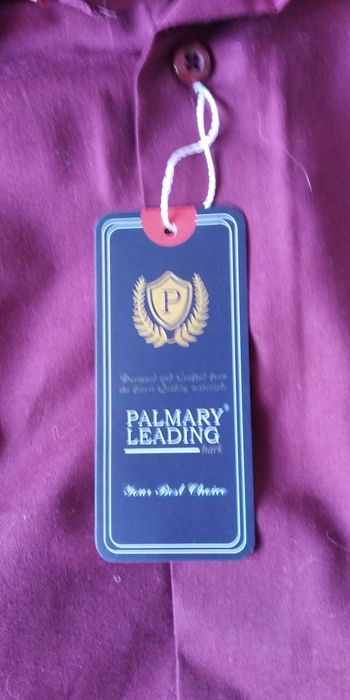 P
Designed and Crafted from
the finest Quality materials
PALMARY®
LEADING
Your Best Choice